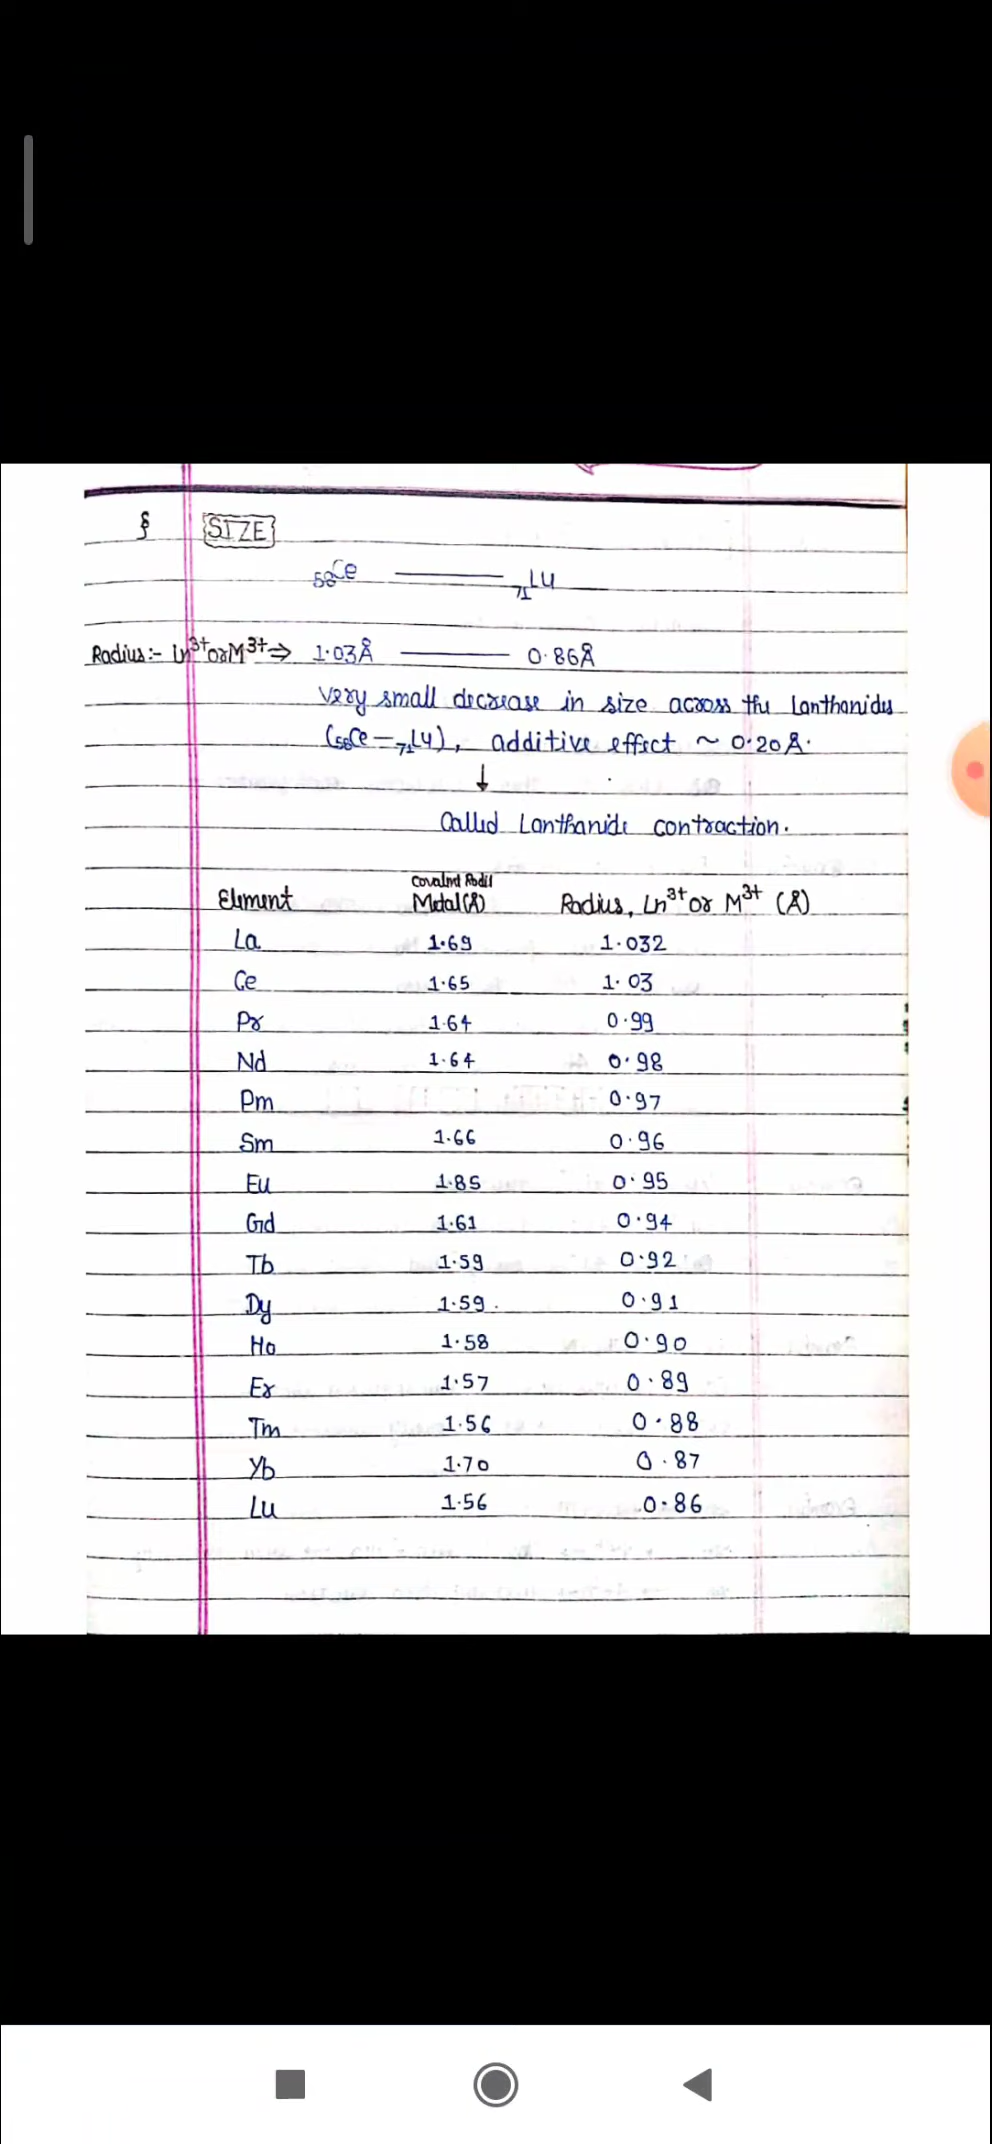 § SIZE
₅₈Ce ——— ₇₁Lu
Radius:- Ln³⁺ or M³⁺ ⇒ 1.03Å ——— 0.86Å
Very small decrease in size across the Lanthanides
(₅₈Ce – ₇₁Lu), additive effect ~ 0.20Å.
↓
Called Lanthanide contraction.
Element Covalent Radii Metal(Å) Radius, Ln³⁺ or M³⁺ (Å)
La 1.69 1.032
Ce 1.65 1.03
Pr 1.64 0.99
Nd 1.64 0.98
Pm 0.97
Sm 1.66 0.96
Eu 1.85 0.95
Gd 1.61 0.94
Tb 1.59 0.92
Dy 1.59. 0.91
Ho 1.58 0.90
Er 1.57 0.89
Tm 1.56 0.88
Yb 1.70 0.87
Lu 1.56 0.86